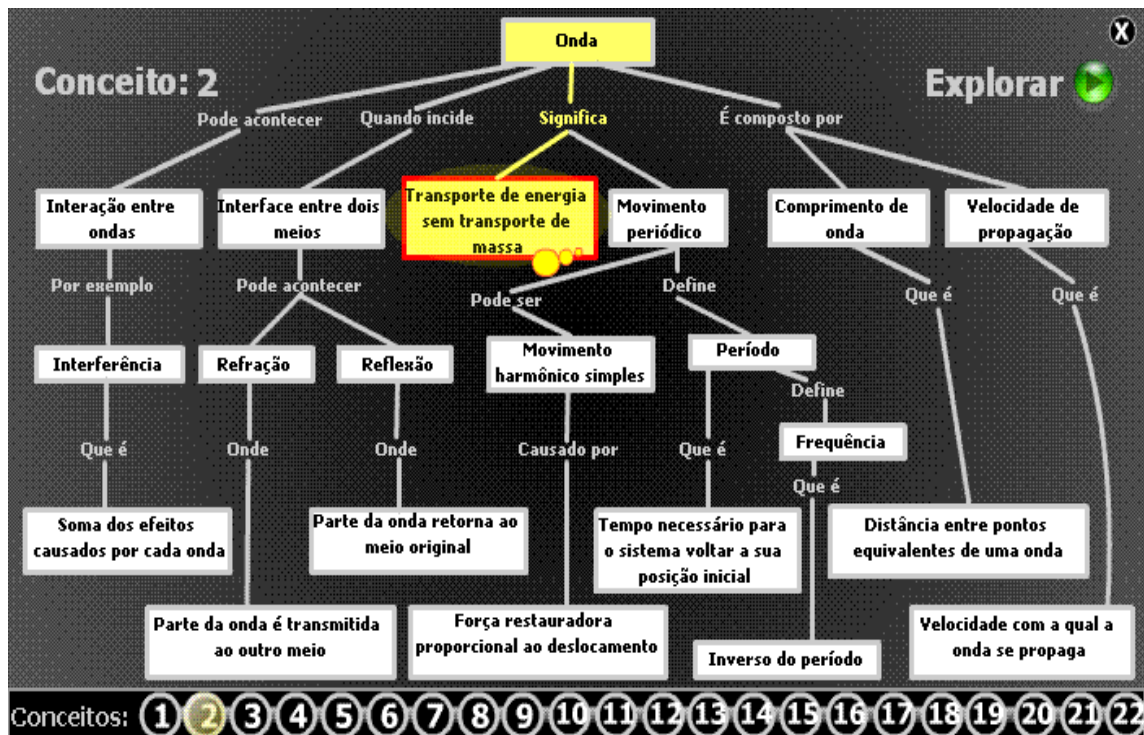 Onda
X
Conceito: 2
Explorar
Pode acontecer
Quando incide
Significa
É composto por
Interação entre
ondas
Interface entre dois
meios
Transporte de energia
sem transporte de
massa
Movimento
periódico
Comprimento de
onda
Velocidade de
propagação
Por exemplo
Pode acontecer
Pode ser
Define
Que é
Que é
Interferência
Refração
Reflexão
Movimento
harmônico simples
Período
Define
Frequência
Que é
Onde
Onde
Causado por
Que é
Que é
Soma dos efeitos
causados por cada onda
Parte da onda retorna ao
meio original
Tempo necessário para
o sistema voltar a sua
posição inicial
Distância entre pontos
equivalentes de uma onda
Parte da onda é transmitida
ao outro meio
Força restauradora
proporcional ao deslocamento
Inverso do período
Velocidade com a qual a
onda se propaga
Conceitos: 1 2 3 4 5 6 7 8 9 10 11 12 13 14 15 16 17 18 19 20 21 22